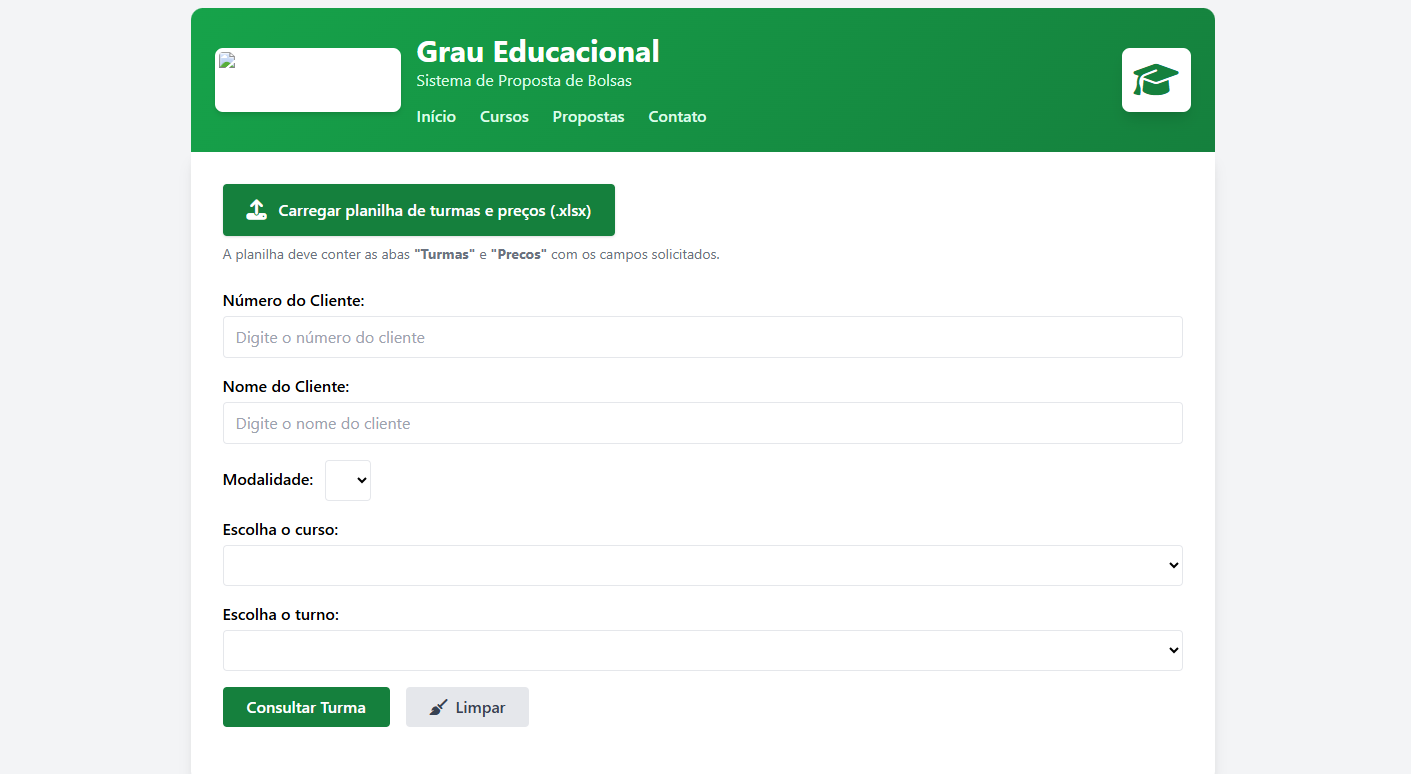 Grau Educacional
Sistema de Proposta de Bolsas
Início Cursos Propostas Contato
Carregar planilha de turmas e preços (.xlsx)
A planilha deve conter as abas "Turmas" e "Precos" com os campos solicitados.
Número do Cliente:
Digite o número do cliente
Nome do Cliente:
Digite o nome do cliente
Modalidade:
Escolha o curso:
Escolha o turno:
Consultar Turma Limpar